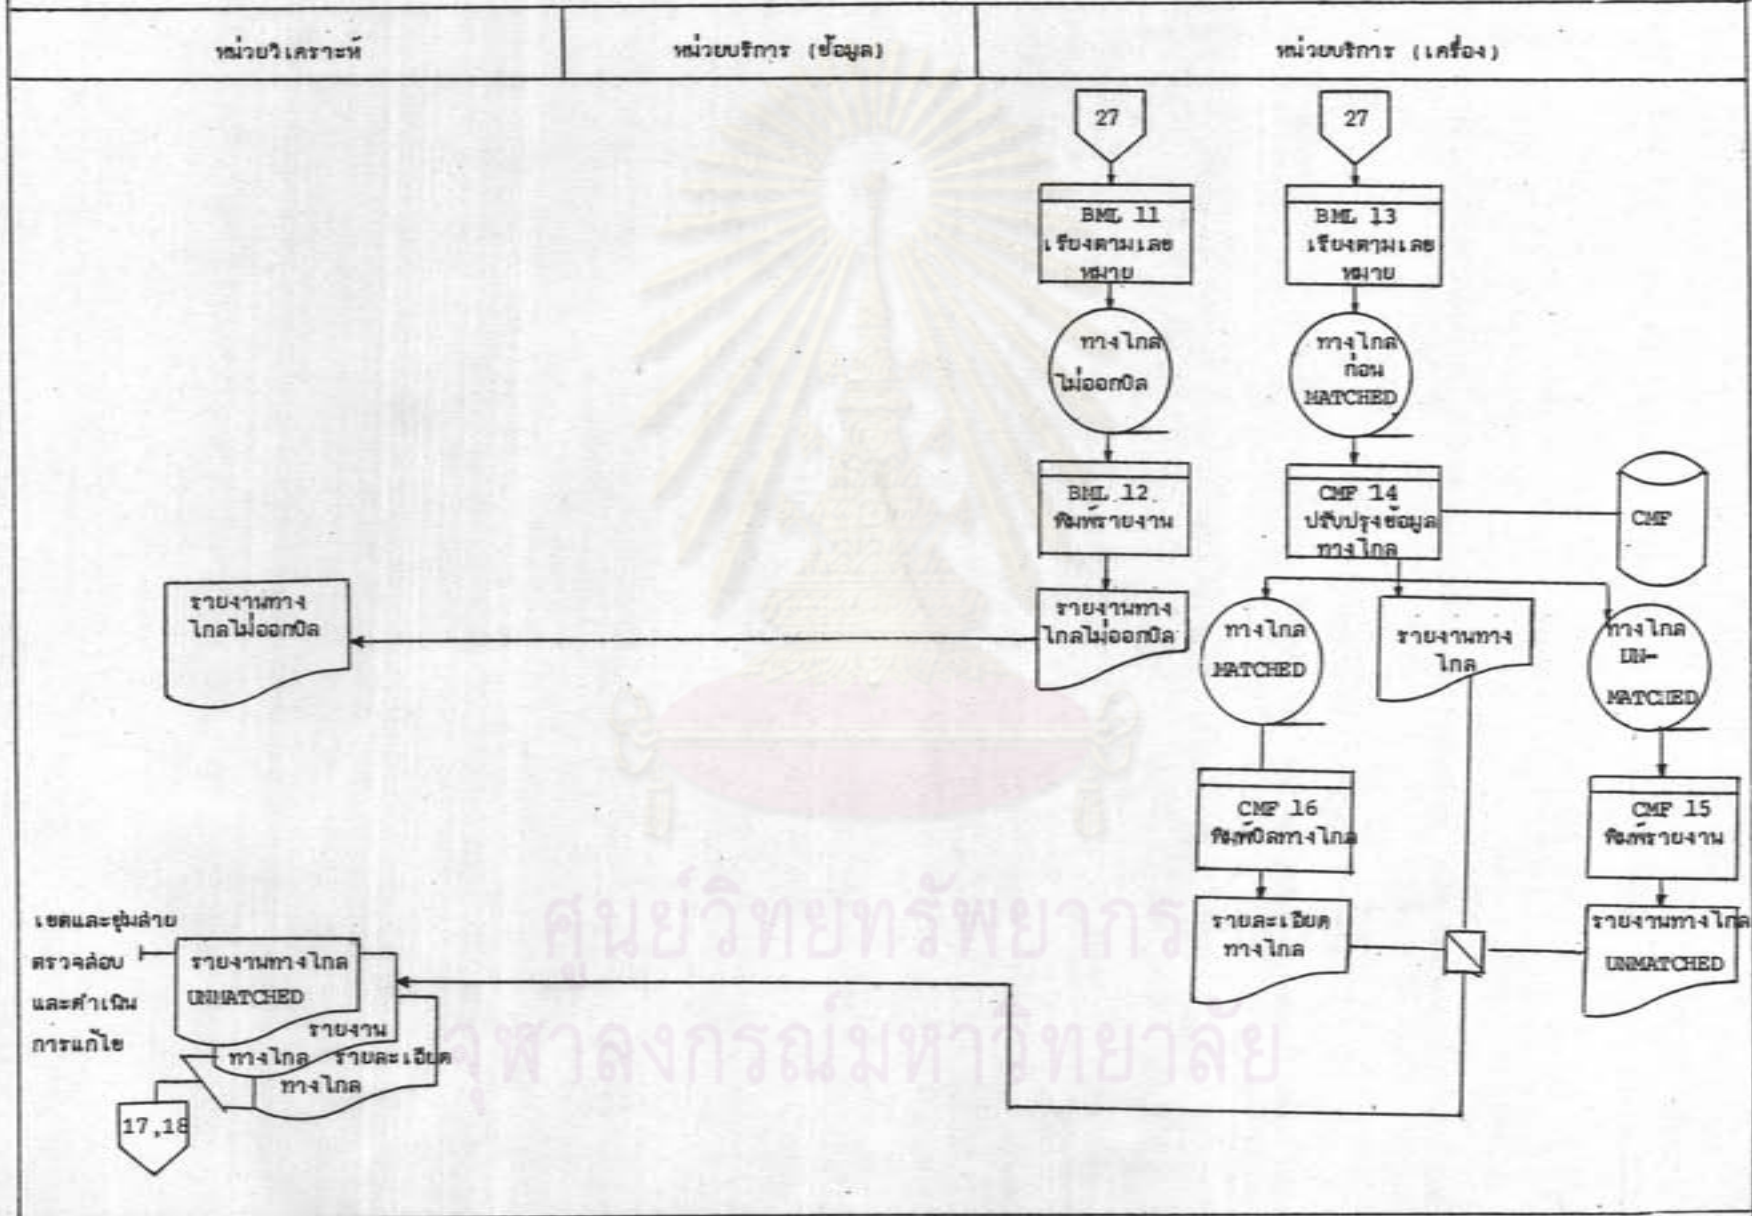 หน่วยวิเคราะห์
หน่วยบริการ (ข้อมูล)
หน่วยบริการ (เครื่อง)
27
27
BML 11
เรียงตามเลข
หมาย
BML 13
เรียงตามเลข
หมาย
ทางไกล
ไม่ออกบิล
ทางไกล
ก่อน
MATCHED
BML 12
พิมพ์รายงาน
CMF 14
ปรับปรุงข้อมูล
ทางไกล
CMF
รายงานทาง
ไกลไม่ออกบิล
รายงานทาง
ไกลไม่ออกบิล
ทางไกล
MATCHED
รายงานทาง
ไกล
ทางไกล
UN-
MATCHED
CMF 16
พิมพ์บิลทางไกล
CMF 15
พิมพ์รายงาน
รายละเอียด
ทางไกล
รายงานทางไกล
UNMATCHED
เขตและชุมสาย
ตรวจสอบ
และดำเนิน
การแก้ไข
รายงานทางไกล
UNMATCHED
รายงาน
ทางไกล
รายละเอียด
ทางไกล
17,18
ศูนย์วิทยทรัพยากร
จุฬาลงกรณ์มหาวิทยาลัย